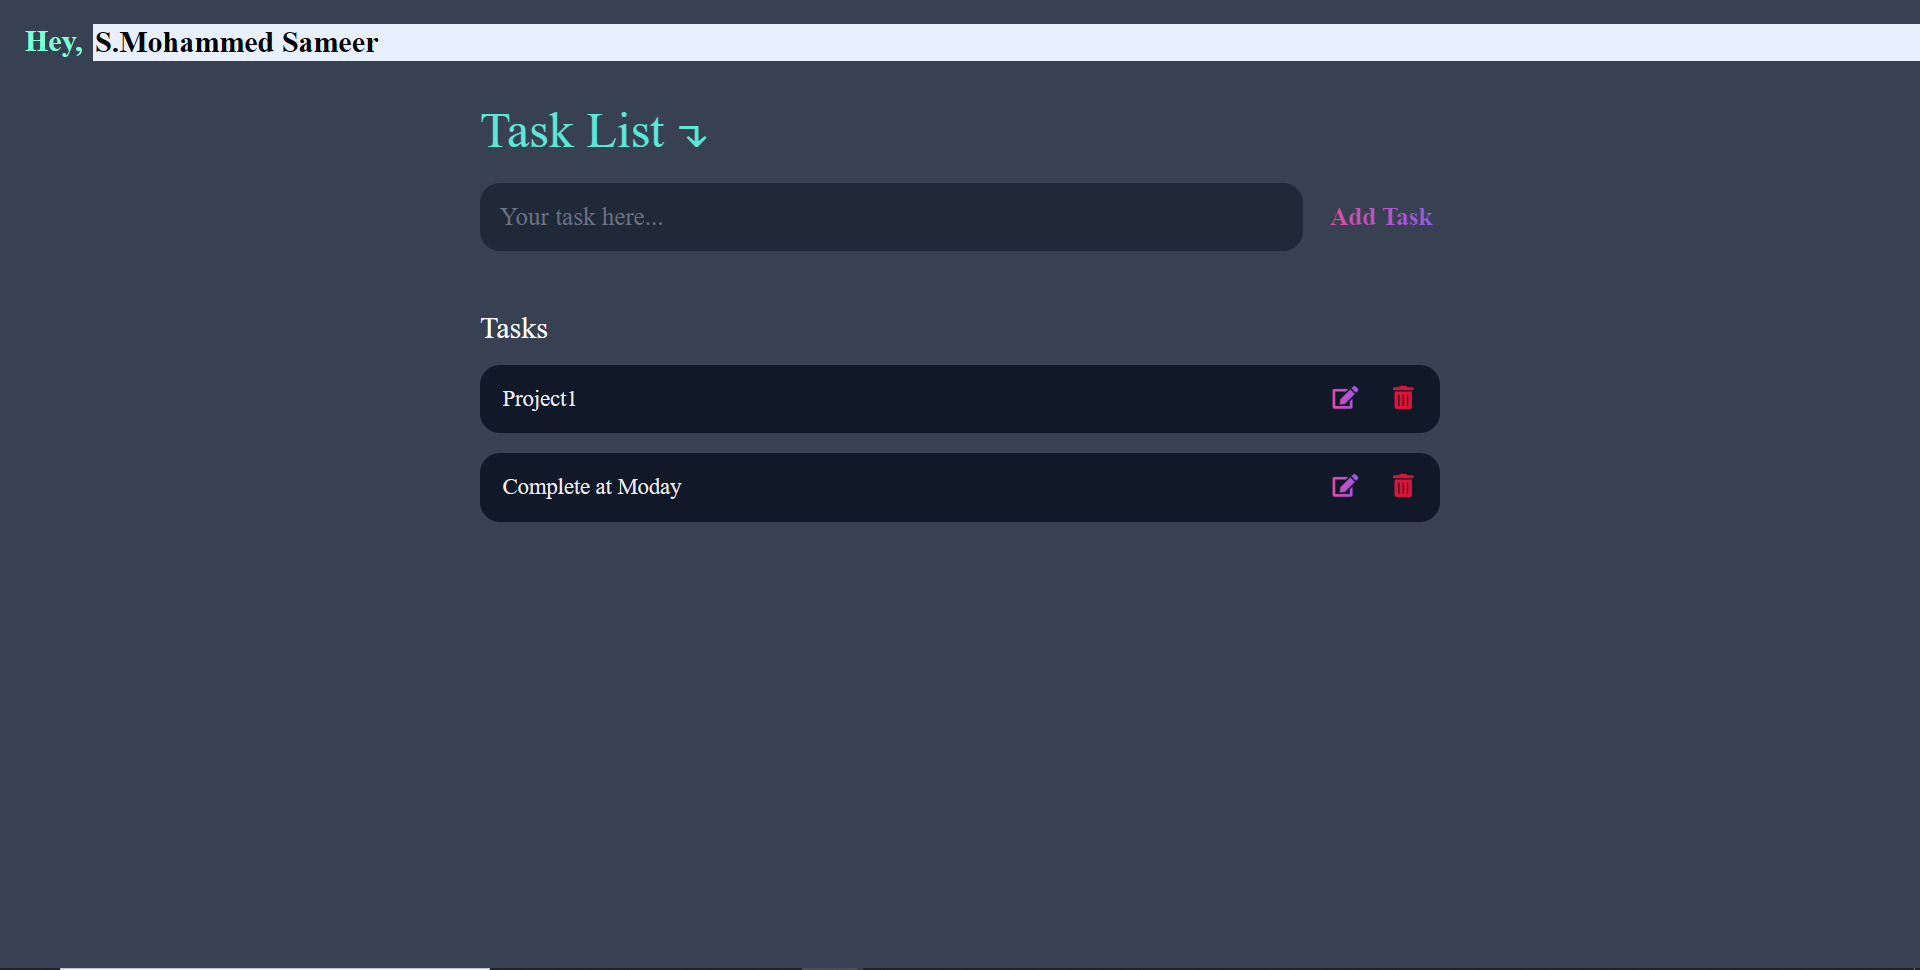 Hey, S.Mohammed Sameer
Task List
Your task here...
Add Task
Tasks
Project1
Complete at Moday